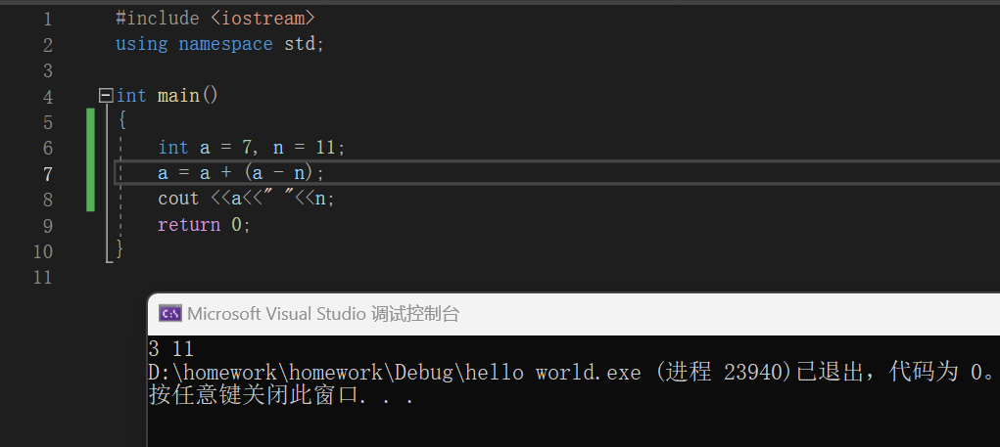 1 #include <iostream>
2 using namespace std;
3
4 int main()
5 {
6 int a = 7, n = 11;
7 a = a + (a - n);
8 cout <<a<<" "<<n;
9 return 0;
10 }
11
Microsoft Visual Studio 调试控制台
3 11
D:\homework\homework\Debug\hello world.exe (进程 23940)已退出，代码为 0。
按任意键关闭此窗口. . .